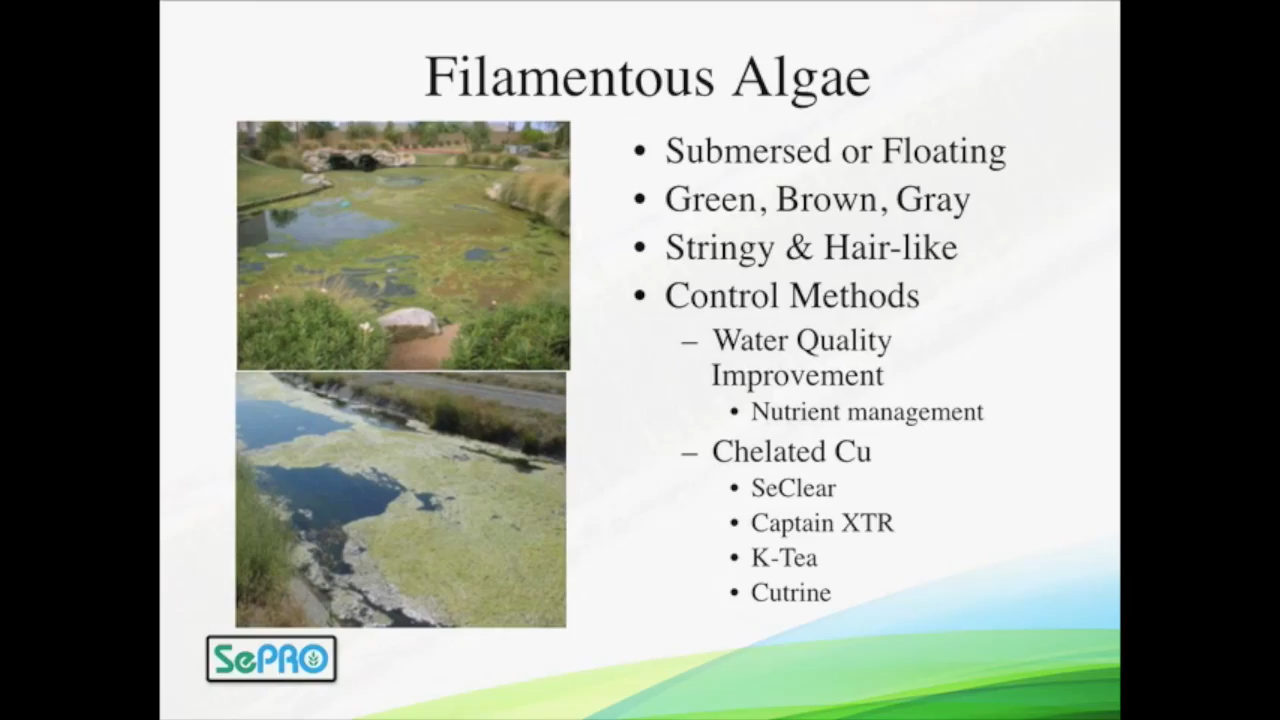 Filamentous Algae
• Submersed or Floating
• Green, Brown, Gray
• Stringy & Hair-like
• Control Methods
– Water Quality
Improvement
• Nutrient management
– Chelated Cu
• SeClear
• Captain XTR
• K-Tea
• Cutrine
SePRO